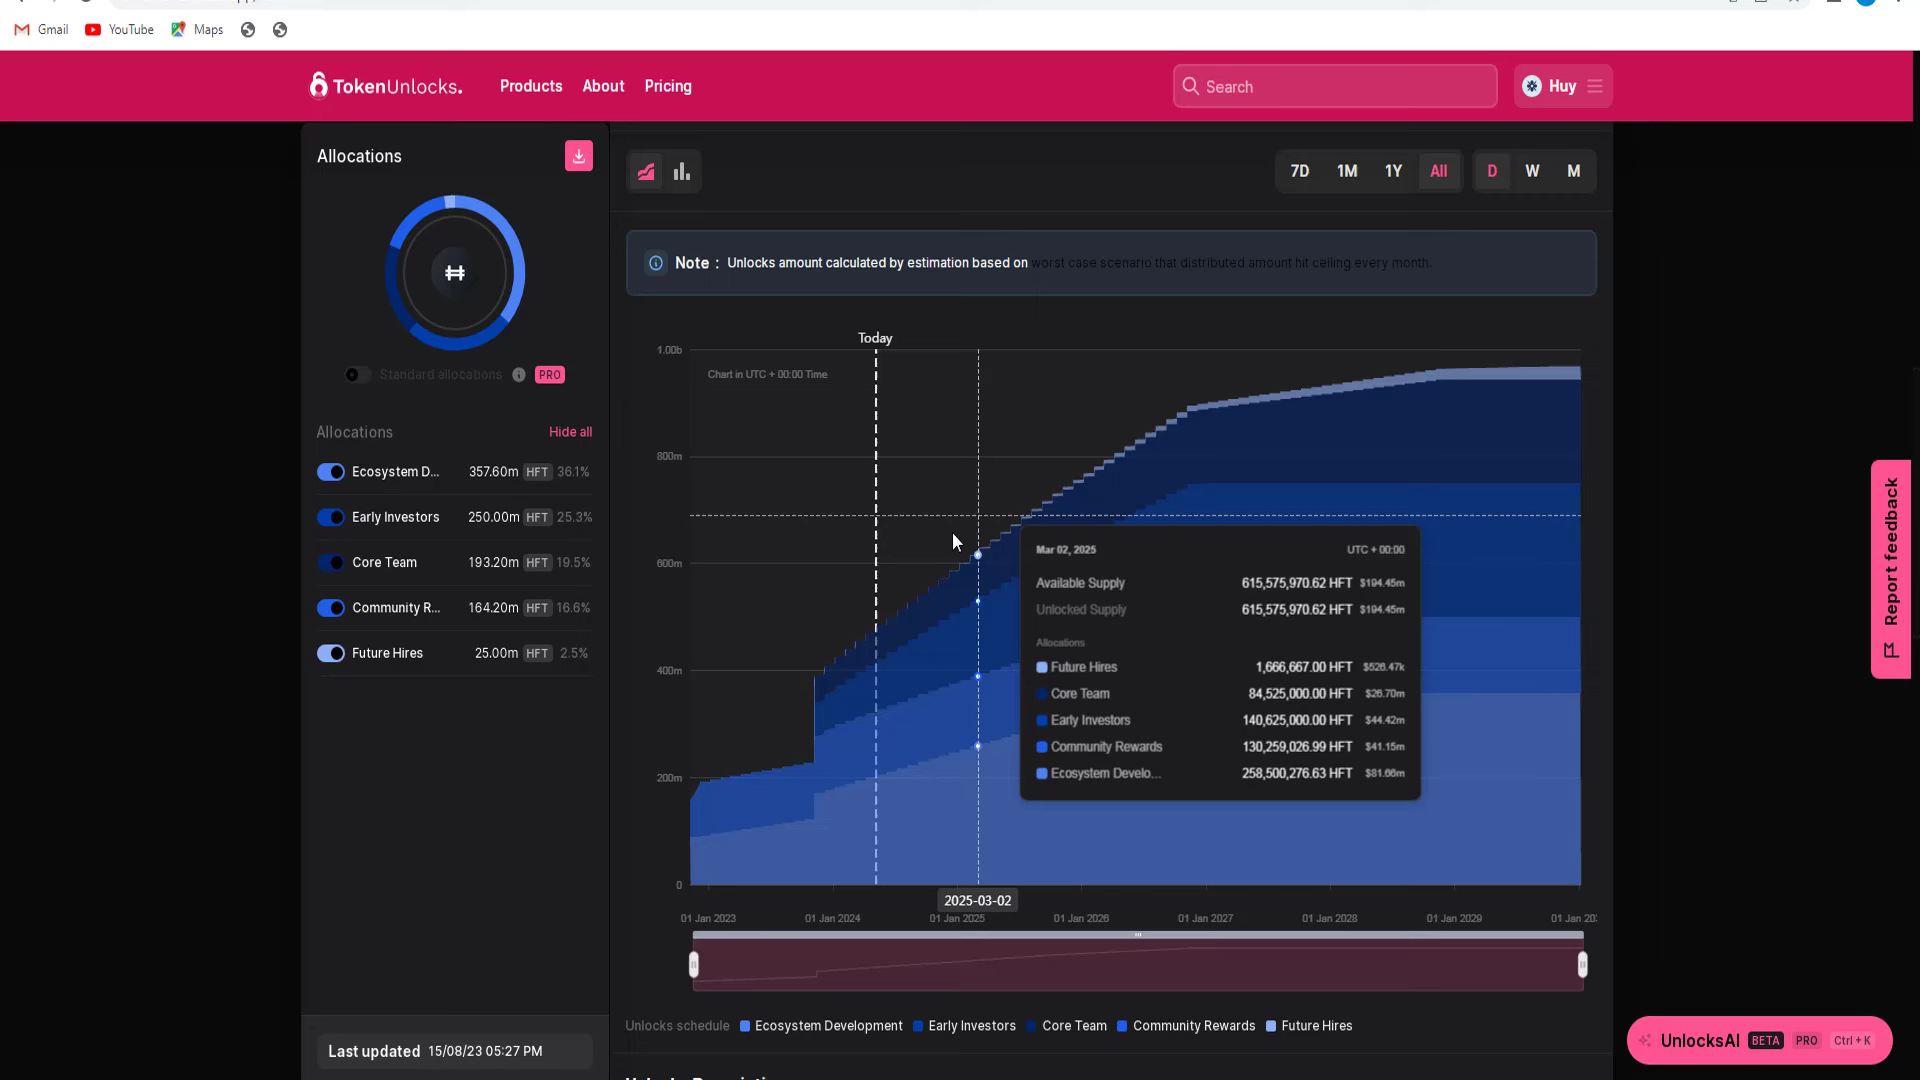 Gmail YouTube Maps
TokenUnlocks. Products About Pricing Search Huy
Allocations
Standard allocations PRO
Allocations Hide all
Ecosystem D... 357.60m HFT 36.1%
Early Investors 250.00m HFT 25.3%
Core Team 193.20m HFT 19.5%
Community R... 164.20m HFT 16.6%
Future Hires 25.00m HFT 2.5%
Last updated 15/08/23 05:27 PM
7D 1M 1Y All D W M
Note : Unlocks amount calculated by estimation based on worst case scenario that distributed amount hit ceiling every month.
Today
Chart in UTC + 00:00 Time
1.00b
800m
600m
400m
200m
0
Mar 02, 2025 UTC + 00:00
Available Supply 615,575,970.62 HFT $194.45m
Unlocked Supply 615,575,970.62 HFT $194.45m
Allocations
Future Hires 1,666,667.00 HFT $526.47k
Core Team 84,525,000.00 HFT $26.70m
Early Investors 140,625,000.00 HFT $44.42m
Community Rewards 130,259,026.99 HFT $41.15m
Ecosystem Develo... 258,500,276.63 HFT $81.66m
2025-03-02
01 Jan 2023 01 Jan 2024 01 Jan 2025 01 Jan 2026 01 Jan 2027 01 Jan 2028 01 Jan 2029 01 Jan 20
Unlocks schedule Ecosystem Development Early Investors Core Team Community Rewards Future Hires
Report feedback
UnlocksAI BETA PRO Ctrl + K